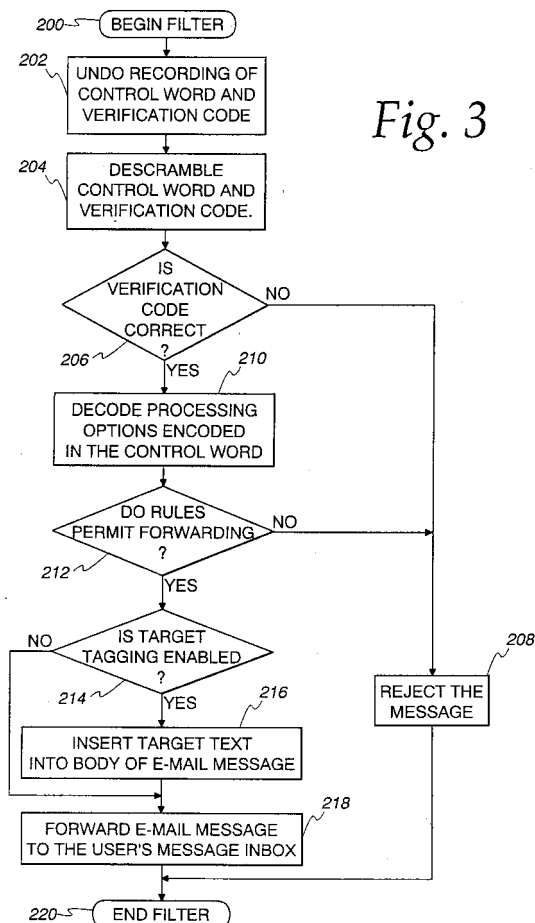 200
BEGIN FILTER
202
UNDO RECORDING OF
CONTROL WORD AND
VERIFICATION CODE
Fig. 3
204
DESCRAMBLE
CONTROL WORD AND
VERIFICATION CODE.
IS
VERIFICATION
CODE
CORRECT
?
NO
206
YES
210
DECODE PROCESSING
OPTIONS ENCODED
IN THE CONTROL WORD
DO RULES
PERMIT FORWARDING
?
NO
212
YES
NO
IS TARGET
TAGGING ENABLED
?
214
YES
208
REJECT THE
MESSAGE
216
INSERT TARGET TEXT
INTO BODY OF E-MAIL MESSAGE
218
FORWARD E-MAIL MESSAGE
TO THE USER'S MESSAGE INBOX
220
END FILTER